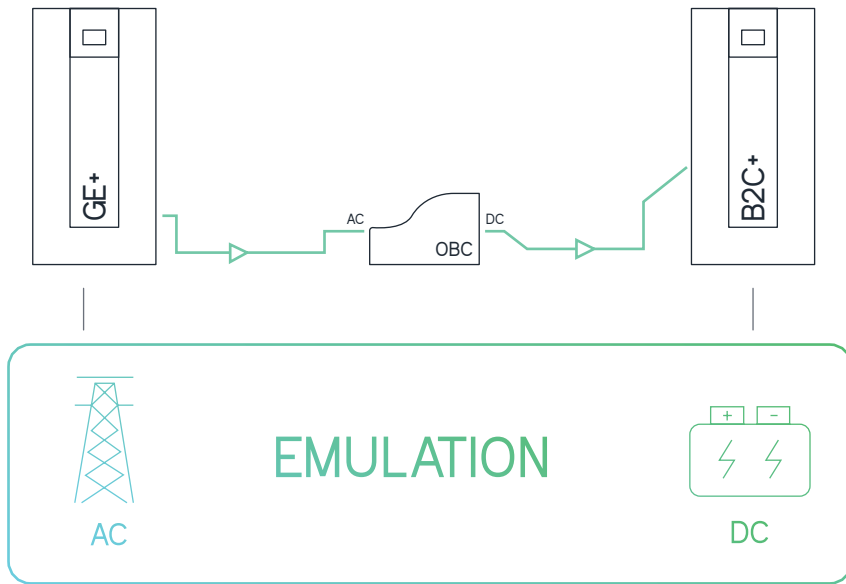 GE+
B2C+
AC
DC
OBC
EMULATION
+ −
AC
DC